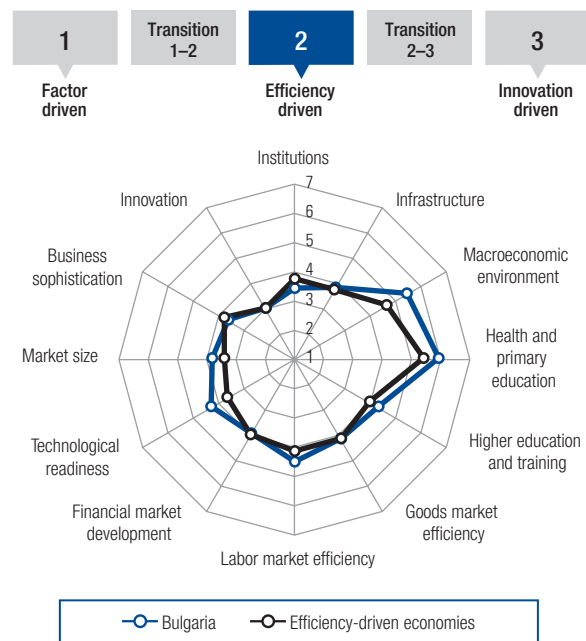 1
Transition
1–2
2
Transition
2–3
3
Factor
driven
Efficiency
driven
Innovation
driven
Institutions
7
6
5
4
3
2
1
Infrastructure
Macroeconomic
environment
Health and
primary
education
Higher education
and training
Goods market
efficiency
Labor market efficiency
Financial market
development
Technological
readiness
Market size
Business
sophistication
Innovation
Bulgaria
Efficiency-driven economies